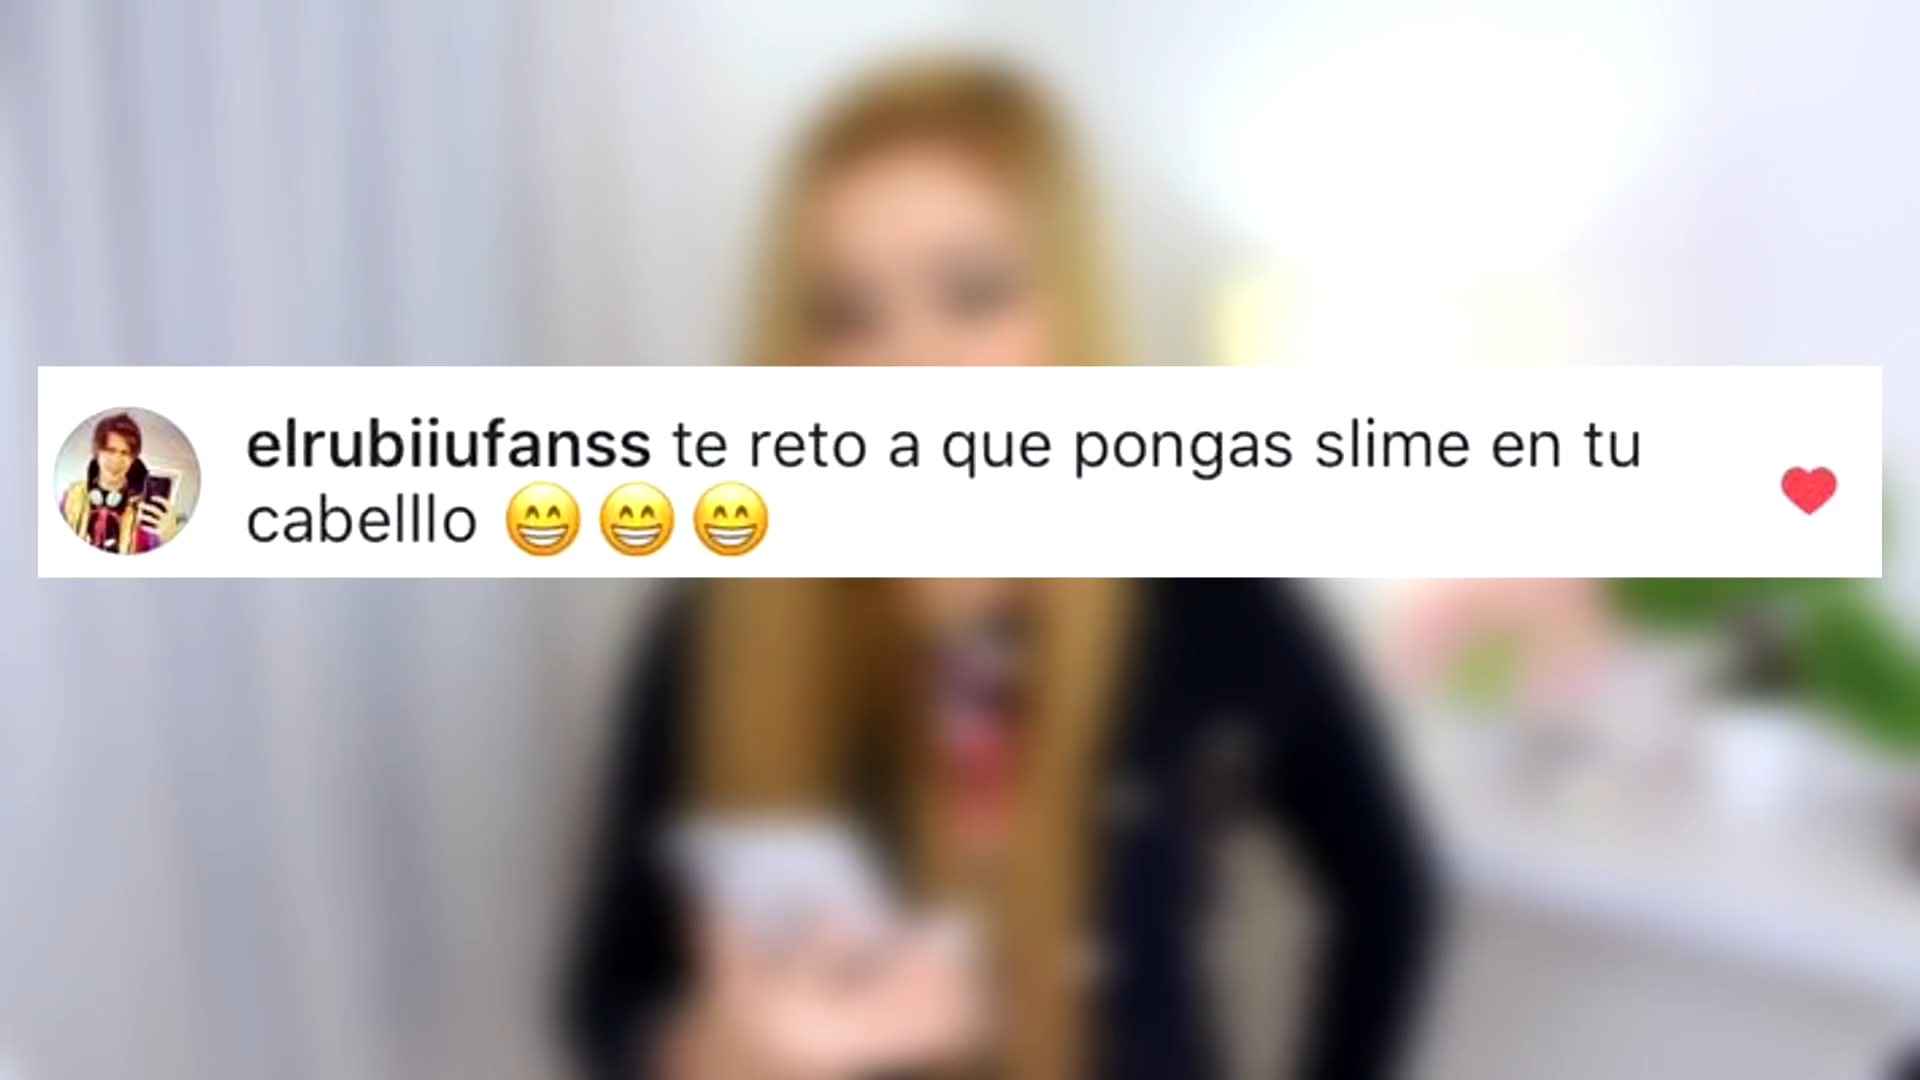 elrubiiufanss te reto a que pongas slime en tu
cabelllo 😁😁😁